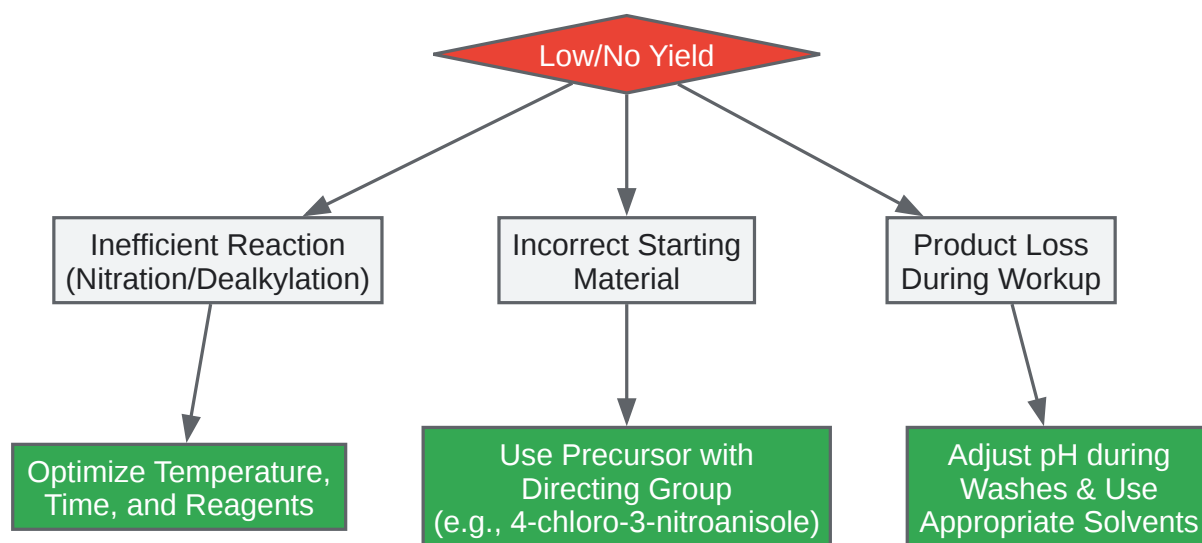 Low/No Yield
Inefficient Reaction
(Nitration/Dealkylation)
Incorrect Starting
Material
Product Loss
During Workup
Optimize Temperature,
Time, and Reagents
Use Precursor with
Directing Group
(e.g., 4-chloro-3-nitroanisole)
Adjust pH during
Washes & Use
Appropriate Solvents